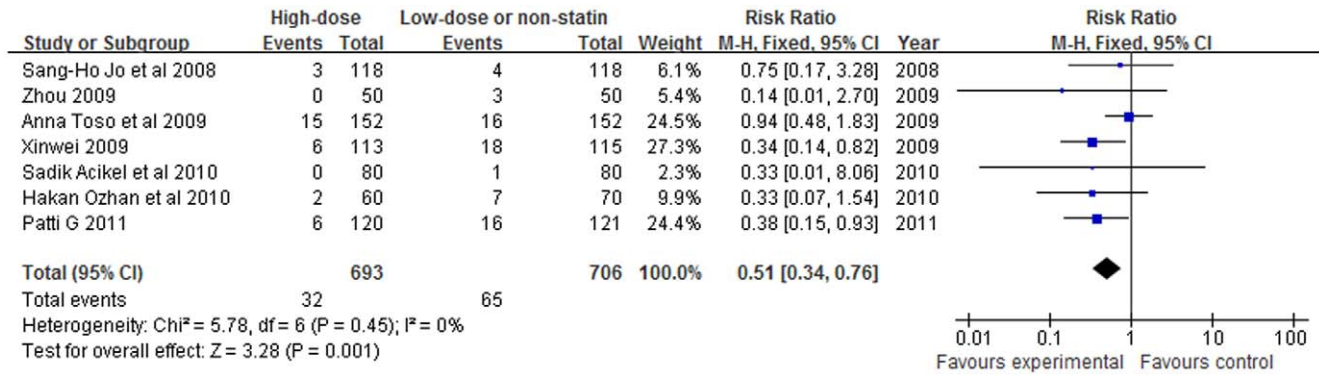 High-dose Low-dose or non-statin Risk Ratio Risk Ratio
Study or Subgroup Events Total Events Total Weight M-H, Fixed, 95% CI Year M-H, Fixed, 95% CI
Sang-Ho Jo et al 2008 3 118 4 118 6.1% 0.75 [0.17, 3.28] 2008
Zhou 2009 0 50 3 50 5.4% 0.14 [0.01, 2.70] 2009
Anna Toso et al 2009 15 152 16 152 24.5% 0.94 [0.48, 1.83] 2009
Xinwei 2009 6 113 18 115 27.3% 0.34 [0.14, 0.82] 2009
Sadik Acikel et al 2010 0 80 1 80 2.3% 0.33 [0.01, 8.06] 2010
Hakan Ozhan et al 2010 2 60 7 70 9.9% 0.33 [0.07, 1.54] 2010
Patti G 2011 6 120 16 121 24.4% 0.38 [0.15, 0.93] 2011
Total (95% CI) 693 706 100.0% 0.51 [0.34, 0.76]
Total events 32 65
Heterogeneity: Chi² = 5.78, df = 6 (P = 0.45); I² = 0%
Test for overall effect: Z = 3.28 (P = 0.001)
0.01 0.1 1 10 100
Favours experimental Favours control